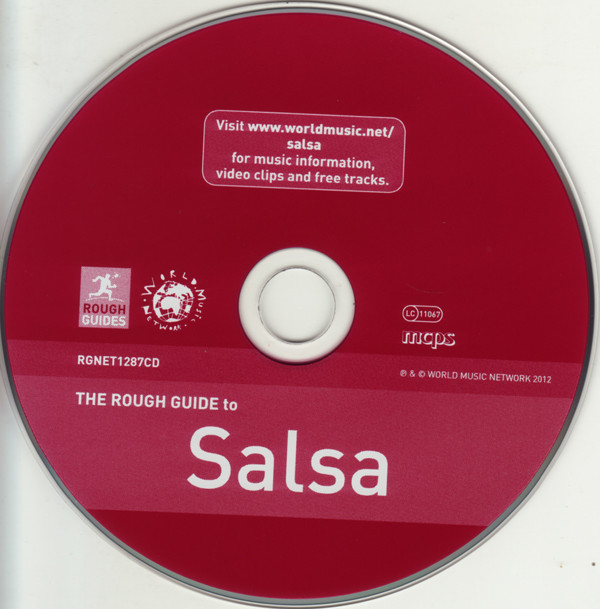 Visit www.worldmusic.net/
salsa
for music information,
video clips and free tracks.
ROUGH
GUIDES
WORLD MUSIC
NETWORK
LC 11067
mcps
RGNET1287CD
℗ & © WORLD MUSIC NETWORK 2012
THE ROUGH GUIDE to
Salsa